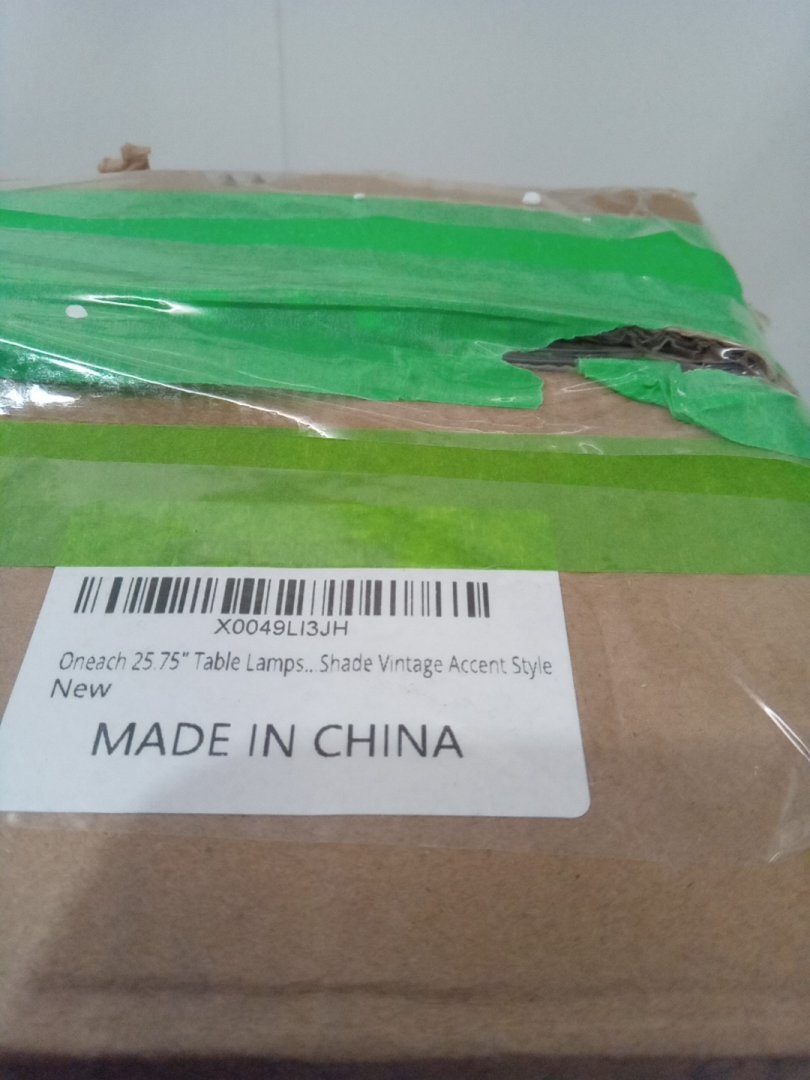 X0049LI3JH
Oneach 25.75" Table Lamps... Shade Vintage Accent Style
New
MADE IN CHINA